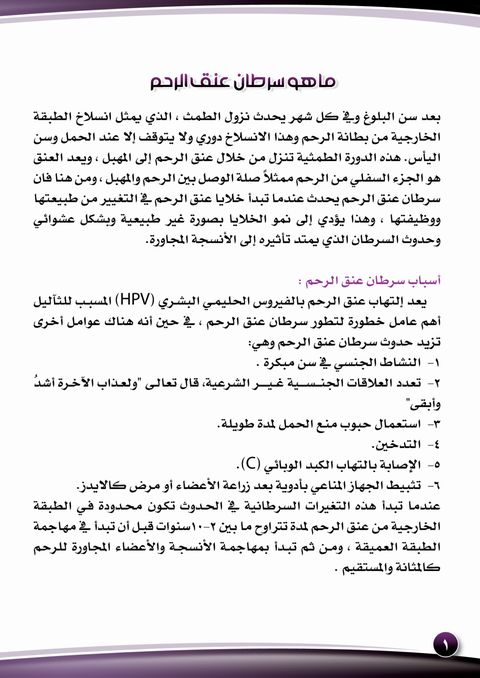 ما هو سرطان عنق الرحم
بعد سن البلوغ وفي كل شهر يحدث نزول الطمث ، الذي يمثل انسلاخ الطبقة
الخارجية من بطانة الرحم وهذا الانسلاخ دوري ولا يتوقف إلا عند الحمل وسن
اليأس. هذه الدورة الطمثية تنزل من خلال عنق الرحم إلى المهبل ، ويعد العنق
هو الجزء السفلي من الرحم ممثلاً صلة الوصل بين الرحم والمهبل ، ومن هنا فان
سرطان عنق الرحم يحدث عندما تبدأ خلايا عنق الرحم في التغيير من طبيعتها
ووظيفتها ، وهذا يؤدي إلى نمو الخلايا بصورة غير طبيعية وبشكل عشوائي
وحدوث السرطان الذي يمتد تأثيره إلى الأنسجة المجاورة.
أسباب سرطان عنق الرحم :
يعد إلتهاب عنق الرحم بالفيروس الحليمي البشري (HPV) المسبب للثآليل
أهم عامل خطورة لتطور سرطان عنق الرحم ، في حين أنه هناك عوامل أخرى
تزيد حدوث سرطان عنق الرحم وهي:
١- النشاط الجنسي في سن مبكرة .
٢- تعدد العلاقات الجنسية غير الشرعية، قال تعالى "ولعذاب الآخرة أشدُ
وأبقى"
٣- استعمال حبوب منع الحمل لمدة طويلة.
٤- التدخين.
٥- الإصابة بالتهاب الكبد الوبائي (C).
٦- تثبيط الجهاز المناعي بأدوية بعد زراعة الأعضاء أو مرض كالايدز.
عندما تبدأ هذه التغيرات السرطانية في الحدوث تكون محدودة في الطبقة
الخارجية من عنق الرحم لمدة تتراوح ما بين ٢-١٠سنوات قبل أن تبدأ في مهاجمة
الطبقة العميقة ، ومن ثم تبدأ بمهاجمة الأنسجة والأعضاء المجاورة للرحم
كالمثانة والمستقيم .
١